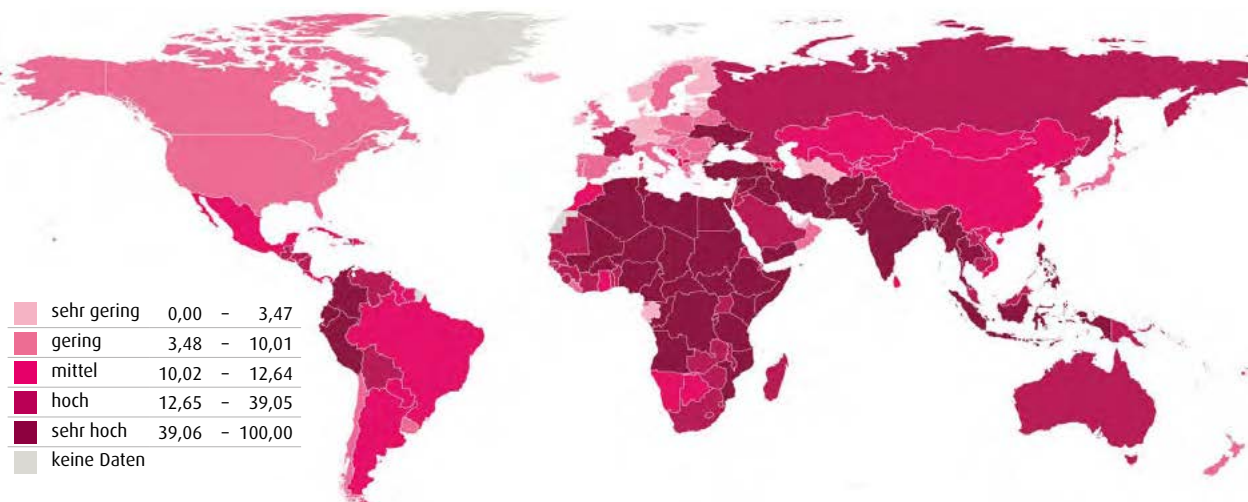 sehr gering 0,00 – 3,47
gering 3,48 – 10,01
mittel 10,02 – 12,64
hoch 12,65 – 39,05
sehr hoch 39,06 – 100,00
keine Daten